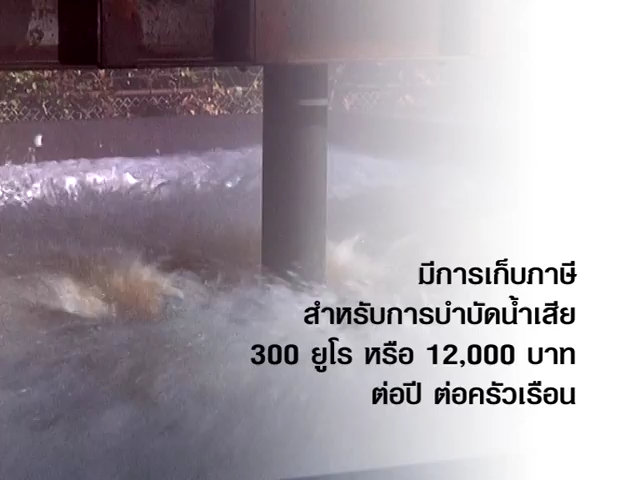 มีการเก็บภาษี
สำหรับการบำบัดน้ำเสีย
300 ยูโร หรือ 12,000 บาท
ต่อปี ต่อครัวเรือน